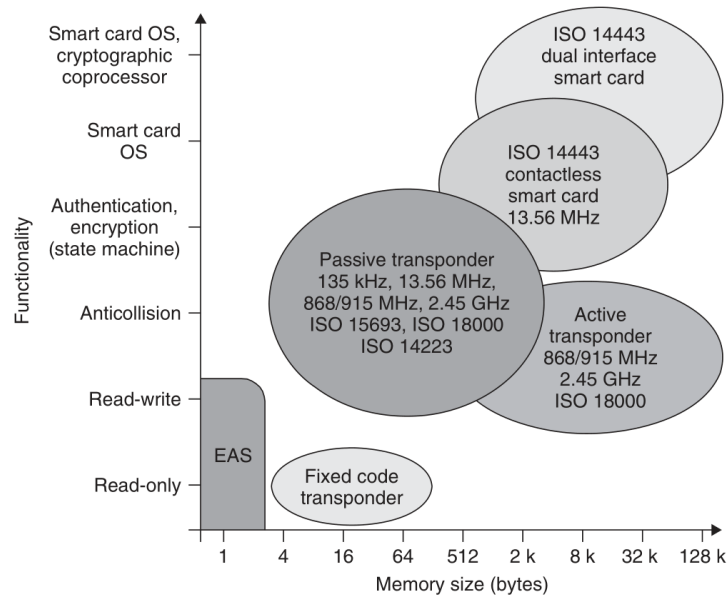 Smart card OS,
cryptographic
coprocessor
Smart card
OS
Authentication,
encryption
(state machine)
Anticollision
Read-write
Read-only
Functionality
ISO 14443
dual interface
smart card
ISO 14443
contactless
smart card
13.56 MHz
Passive transponder
135 kHz, 13.56 MHz,
868/915 MHz, 2.45 GHz
ISO 15693, ISO 18000
ISO 14223
Active
transponder
868/915 MHz
2.45 GHz
ISO 18000
EAS
Fixed code
transponder
1 4 16 64 512 2 k 8 k 32 k 128 k
Memory size (bytes)